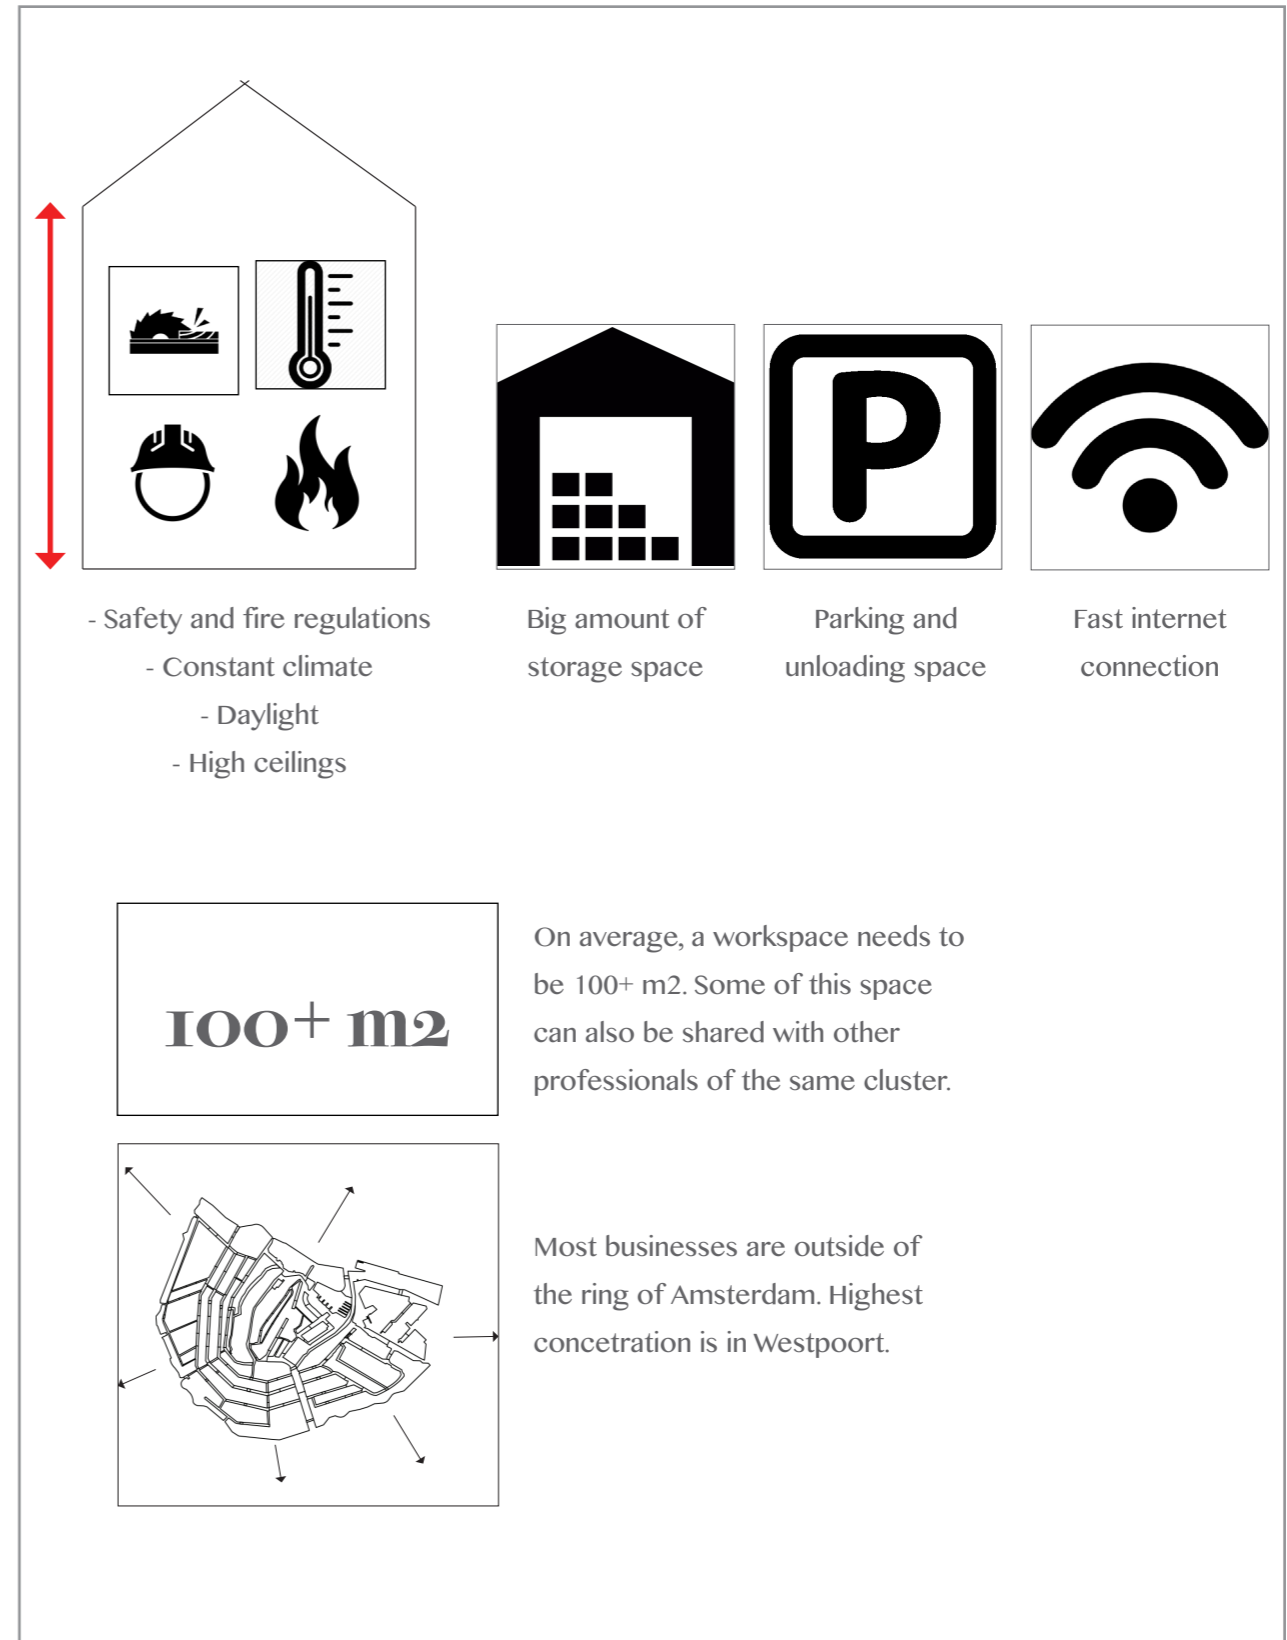 P
- Safety and fire regulations
- Constant climate
- Daylight
- High ceilings
Big amount of
storage space
Parking and
unloading space
Fast internet
connection
100+ m2
On average, a workspace needs to
be 100+ m2. Some of this space
can also be shared with other
professionals of the same cluster.
Most businesses are outside of
the ring of Amsterdam. Highest
concetration is in Westpoort.